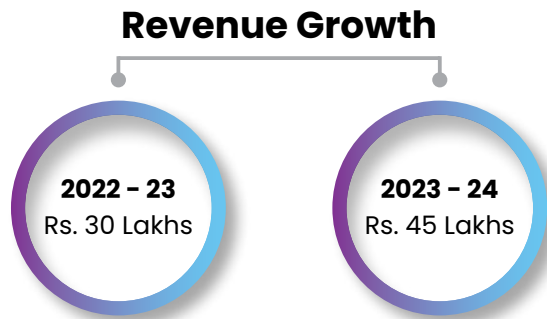 Revenue Growth
2022 - 23
Rs. 30 Lakhs
2023 - 24
Rs. 45 Lakhs